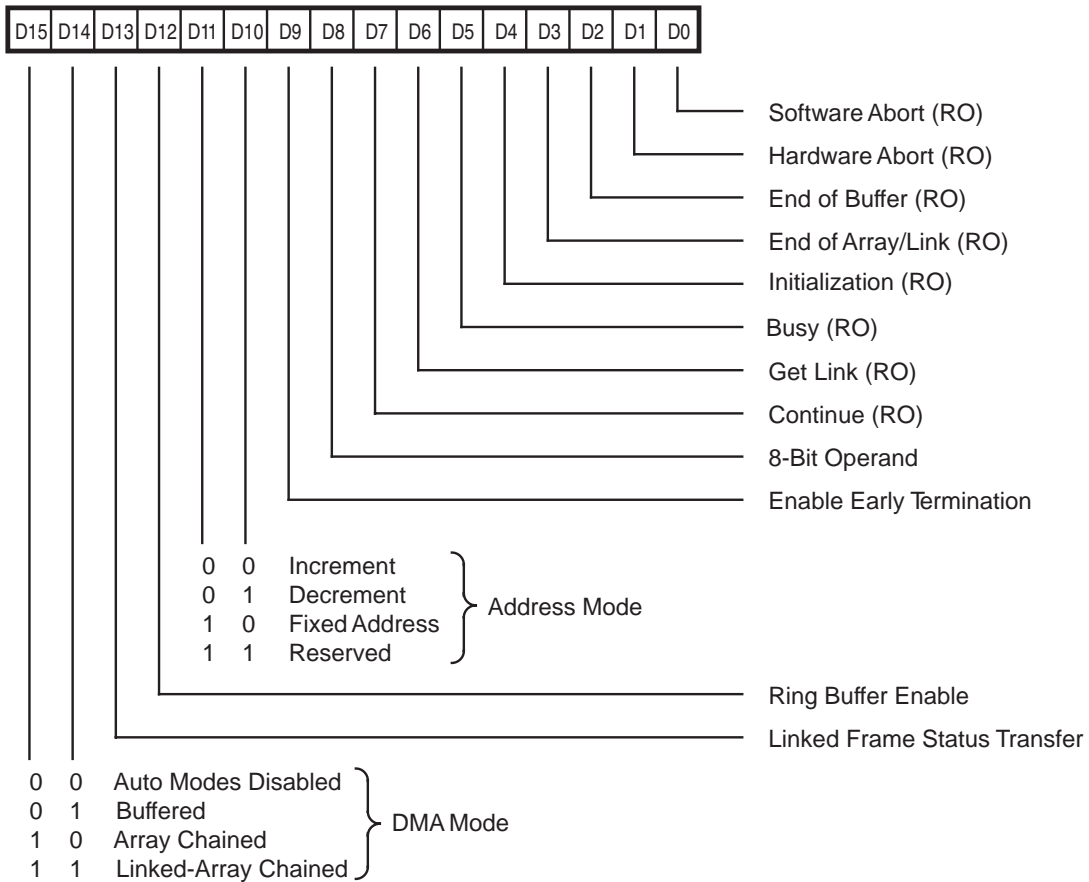 D15 D14 D13 D12 D11 D10 D9 D8 D7 D6 D5 D4 D3 D2 D1 D0
Software Abort (RO)
Hardware Abort (RO)
End of Buffer (RO)
End of Array/Link (RO)
Initialization (RO)
Busy (RO)
Get Link (RO)
Continue (RO)
8-Bit Operand
Enable Early Termination
0 0 Increment
0 1 Decrement
1 0 Fixed Address
1 1 Reserved
Address Mode
Ring Buffer Enable
Linked Frame Status Transfer
0 0 Auto Modes Disabled
0 1 Buffered
1 0 Array Chained
1 1 Linked-Array Chained
DMA Mode